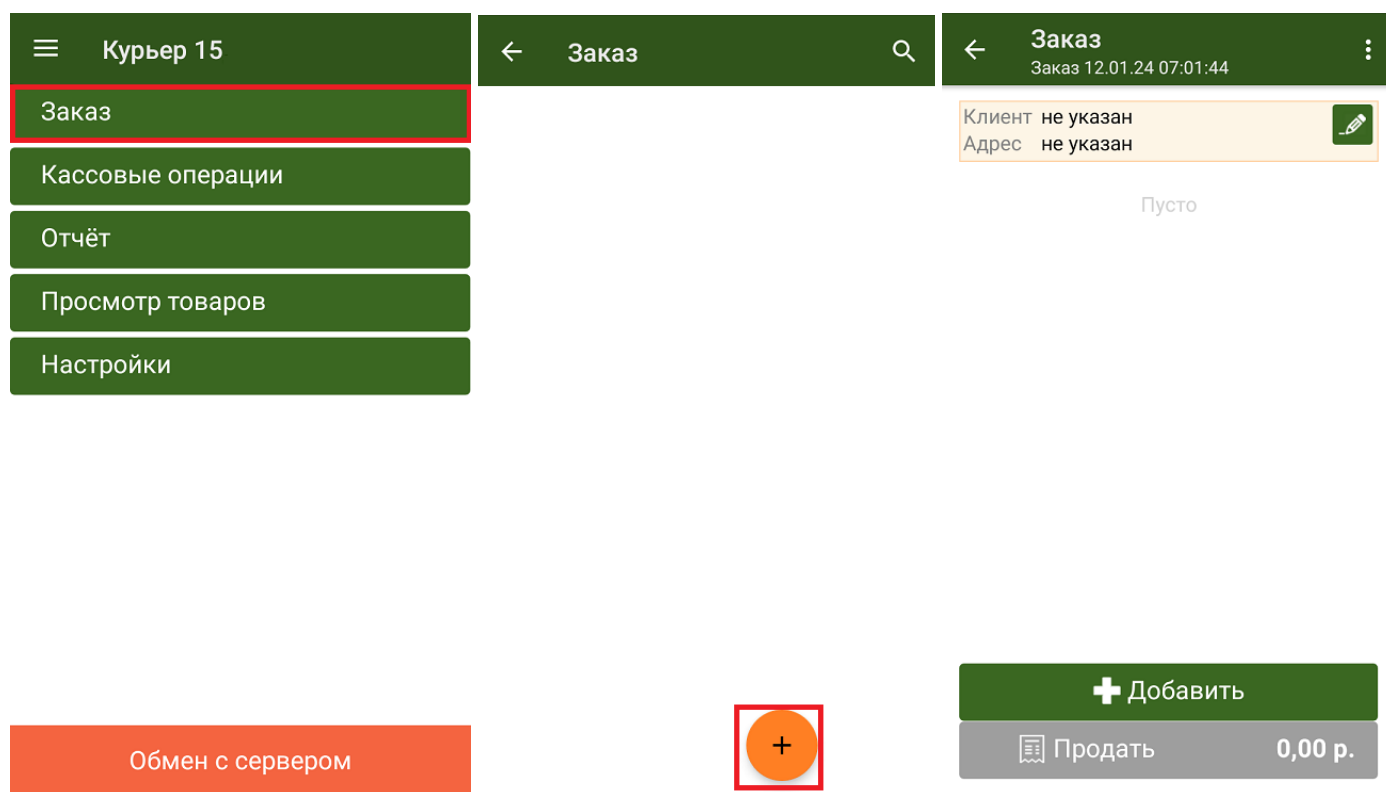 Курьер 15
Заказ
Кассовые операции
Отчёт
Просмотр товаров
Настройки
Обмен с сервером
Заказ
+
Заказ
Заказ 12.01.24 07:01:44
Клиент не указан
Адрес не указан
Пусто
Добавить
Продать 0,00 р.